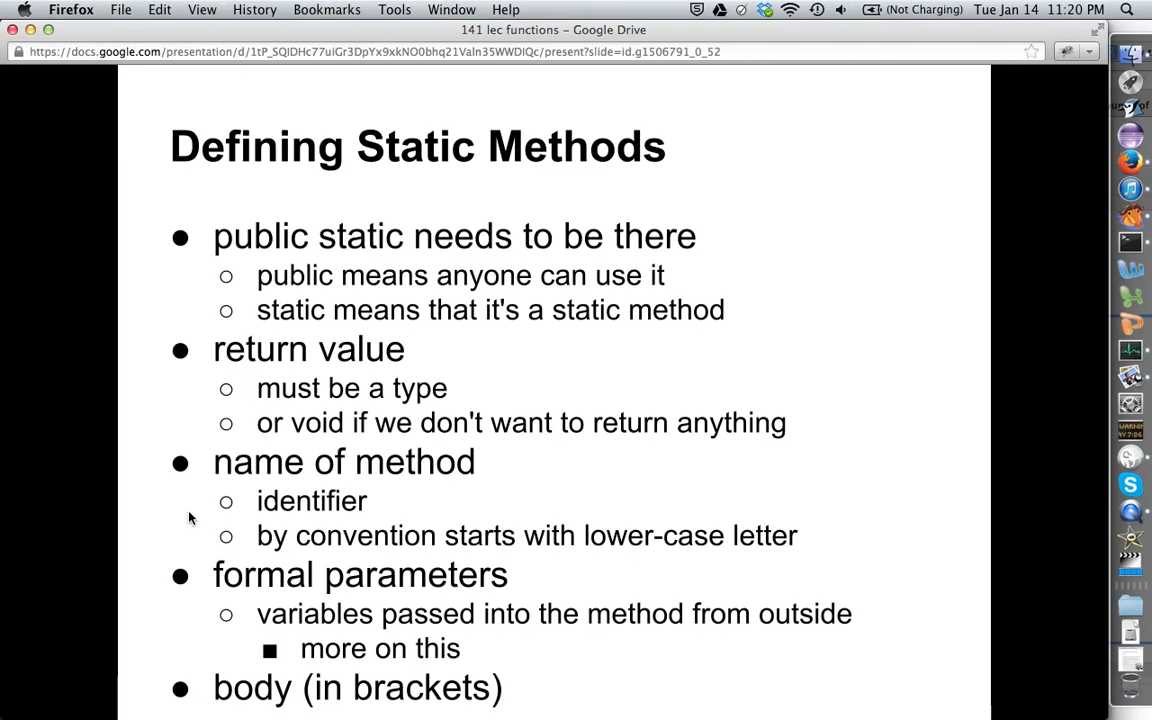 Firefox File Edit View History Bookmarks Tools Window Help (Not Charging) Tue Jan 14 11:20 PM
141 lec functions – Google Drive
https://docs.google.com/presentation/d/1tP_SQlDHc77uiGr3DpYx9xkNO0bhq21Valn35WWDlQc/present?slide=id.g1506791_0_52
Defining Static Methods
● public static needs to be there
○ public means anyone can use it
○ static means that it's a static method
● return value
○ must be a type
○ or void if we don't want to return anything
● name of method
○ identifier
○ by convention starts with lower-case letter
● formal parameters
○ variables passed into the method from outside
■ more on this
● body (in brackets)